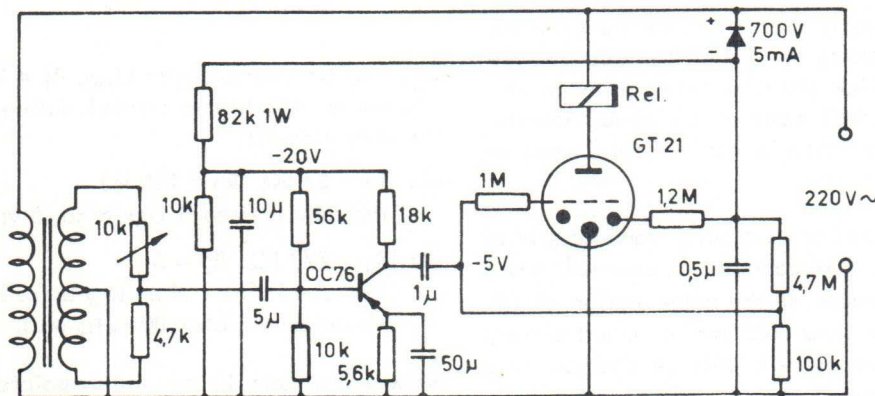 +
700V
-
5mA
Rel.
82k 1W
GT 21
-20V
1M
1,2M
220V~
10k
10k
10µ
56k
18k
-5V
OC76
0,5µ
4,7M
5µ
1µ
4,7k
10k
5,6k
50µ
100k